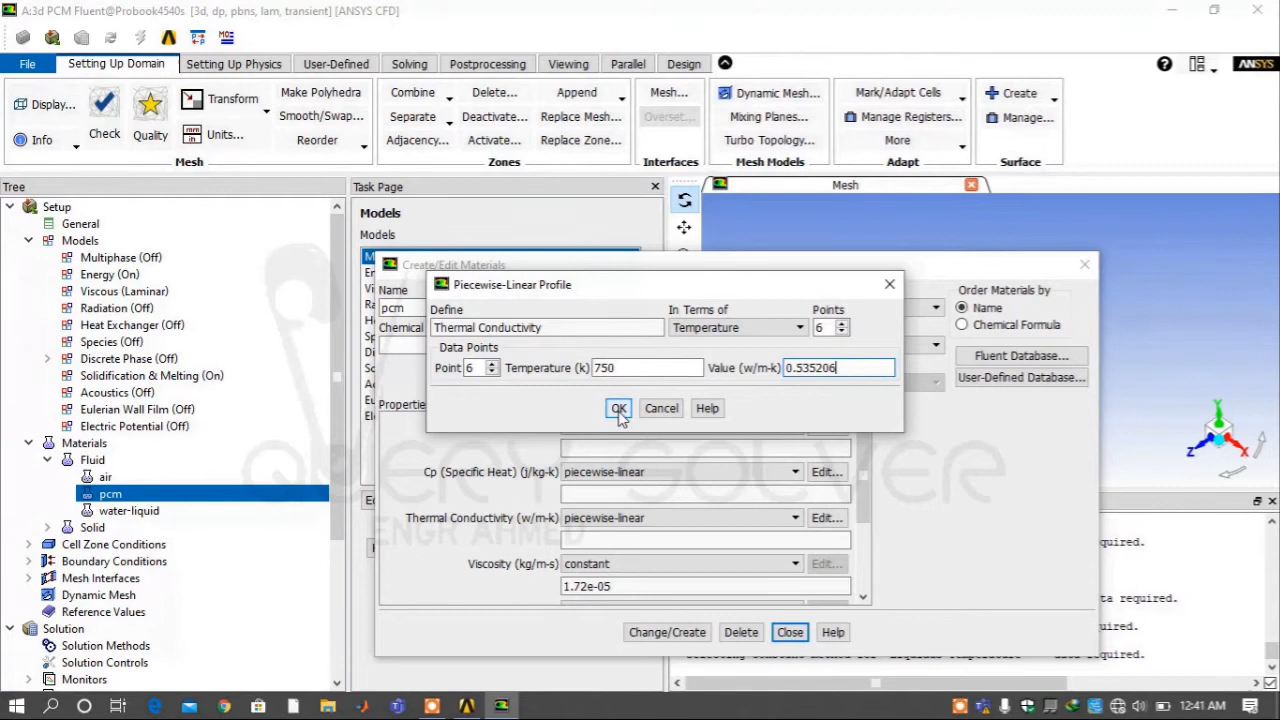 A:3d PCM Fluent@Probook4540s [3d, dp, pbns, lam, transient] [ANSYS CFD]
File
Setting Up Domain
Setting Up Physics
User-Defined
Solving
Postprocessing
Viewing
Parallel
Design
ANSYS
Display...
Info
Check
Quality
Transform
Units...
Make Polyhedra
Smooth/Swap...
Reorder
Mesh
Combine
Separate
Adjacency...
Delete...
Deactivate...
Activate...
Append
Replace Mesh...
Replace Zone...
Zones
Mesh...
Overset...
Interfaces
Dynamic Mesh...
Mixing Planes...
Turbo Topology...
Mesh Models
Mark/Adapt Cells
Manage Registers...
More
Adapt
Create
Manage...
Surface
Tree
Setup
General
Models
Multiphase (Off)
Energy (On)
Viscous (Laminar)
Radiation (Off)
Heat Exchanger (Off)
Species (Off)
Discrete Phase (Off)
Solidification & Melting (On)
Acoustics (Off)
Eulerian Wall Film (Off)
Electric Potential (Off)
Materials
Fluid
air
pcm
water-liquid
Solid
Cell Zone Conditions
Boundary Conditions
Mesh Interfaces
Dynamic Mesh
Reference Values
Solution
Solution Methods
Solution Controls
Monitors
Task Page
Models
Models
Mesh
Create/Edit Materials
Name
pcm
Chemical
Properties
Order Materials by
Name
Chemical Formula
Fluent Database...
User-Defined Database...
Piecewise-Linear Profile
Define
In Terms of
Points
Thermal Conductivity
Temperature
6
Data Points
Point 6
Temperature (k) 750
Value (w/m-k) 0.535206
OK
Cancel
Help
Cp (Specific Heat) (j/kg-k) piecewise-linear Edit...
Thermal Conductivity (w/m-k) piecewise-linear Edit...
Viscosity (kg/m-s) constant Edit...
1.72e-05
Change/Create
Delete
Close
Help
Z
Y
X
SOLVER
ENGR AHMED
required.
required.
required.
12:41 AM